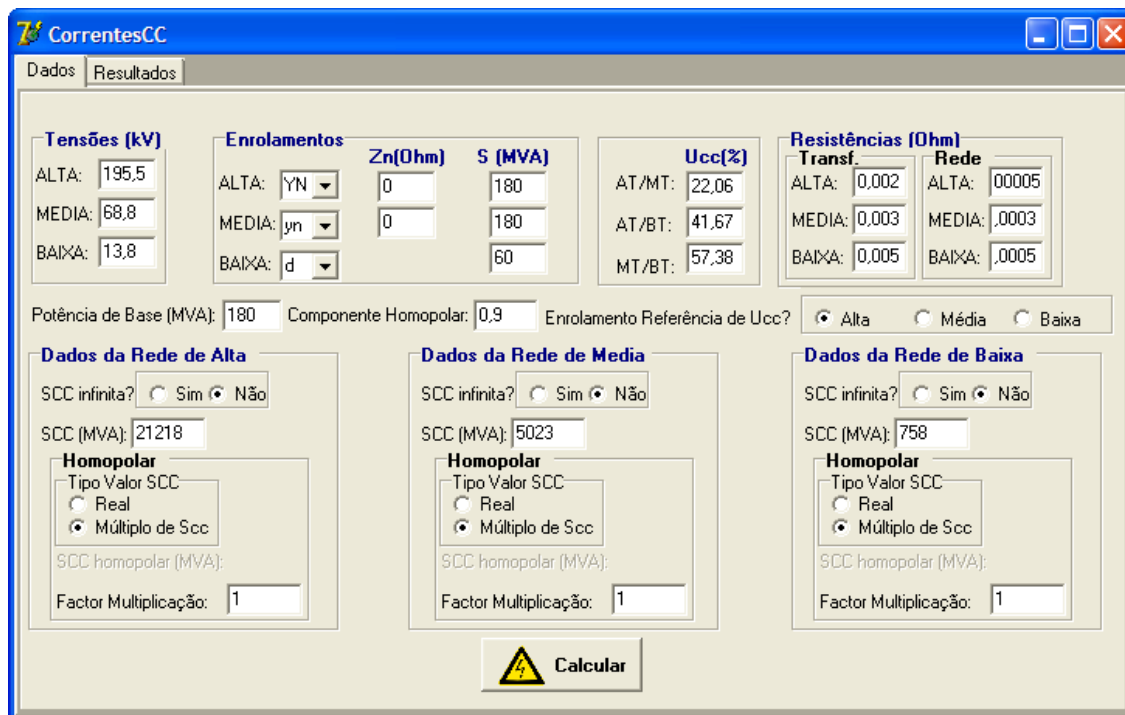 CorrentesCC
Dados Resultados
Tensões (kV)
ALTA: 195,5
MEDIA: 68,8
BAIXA: 13,8
Enrolamentos
Zn(Ohm) S (MVA)
ALTA: YN 0 180
MEDIA: yn 0 180
BAIXA: d 60
Ucc(%)
AT/MT: 22,06
AT/BT: 41,67
MT/BT: 57,38
Resistências (Ohm)
Transf. Rede
ALTA: 0,002 ALTA: 00005
MEDIA: 0,003 MEDIA: ,0003
BAIXA: 0,005 BAIXA: ,0005
Potência de Base (MVA): 180 Componente Homopolar: 0,9 Enrolamento Referência de Ucc? Alta Média Baixa
Dados da Rede de Alta
SCC infinita? Sim Não
SCC (MVA): 21218
Homopolar
Tipo Valor SCC
Real
Múltiplo de Scc
SCC homopolar (MVA):
Factor Multiplicação: 1
Dados da Rede de Media
SCC infinita? Sim Não
SCC (MVA): 5023
Homopolar
Tipo Valor SCC
Real
Múltiplo de Scc
SCC homopolar (MVA):
Factor Multiplicação: 1
Dados da Rede de Baixa
SCC infinita? Sim Não
SCC (MVA): 758
Homopolar
Tipo Valor SCC
Real
Múltiplo de Scc
SCC homopolar (MVA):
Factor Multiplicação: 1
Calcular